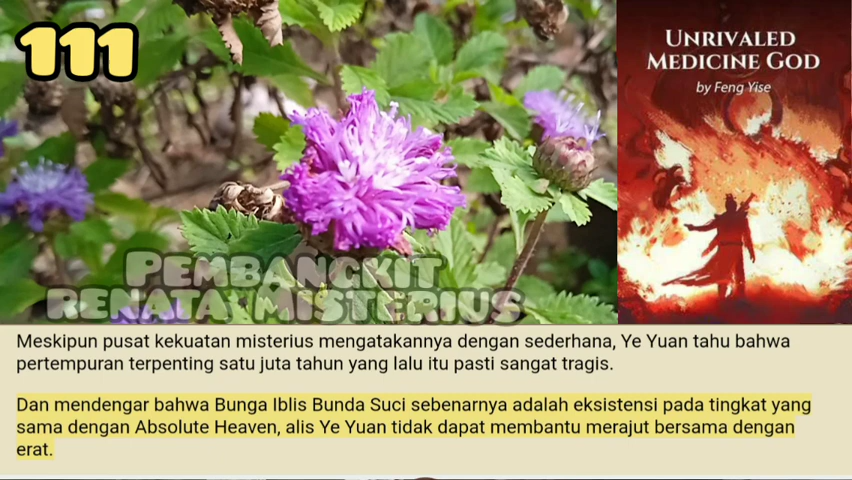 111
UNRIVALED
MEDICINE GOD
by Feng Yise
PEMBANGKIT
RENATA MISTERIUS
Meskipun pusat kekuatan misterius mengatakannya dengan sederhana, Ye Yuan tahu bahwa
pertempuran terpenting satu juta tahun yang lalu itu pasti sangat tragis.
Dan mendengar bahwa Bunga Iblis Bunda Suci sebenarnya adalah eksistensi pada tingkat yang
sama dengan Absolute Heaven, alis Ye Yuan tidak dapat membantu merajut bersama dengan
erat.